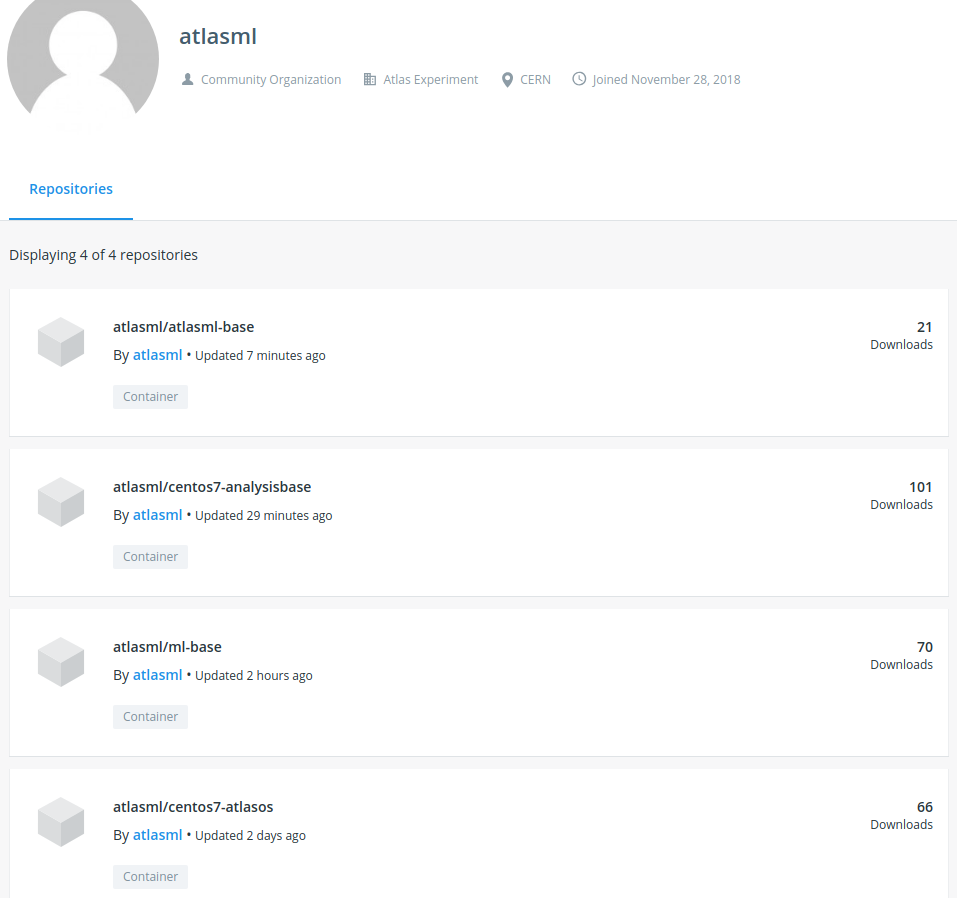 atlasml
Community Organization Atlas Experiment CERN Joined November 28, 2018
Repositories
Displaying 4 of 4 repositories
atlasml/atlasml-base
21
By atlasml • Updated 7 minutes ago
Downloads
Container
atlasml/centos7-analysisbase
101
By atlasml • Updated 29 minutes ago
Downloads
Container
atlasml/ml-base
70
By atlasml • Updated 2 hours ago
Downloads
Container
atlasml/centos7-atlasos
66
By atlasml • Updated 2 days ago
Downloads
Container